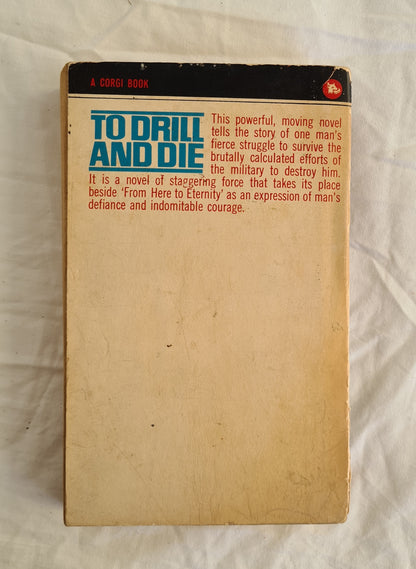 A CORGI BOOK
TO DRILL
AND DIE
This powerful, moving novel
tells the story of one man's
fierce struggle to survive the
brutally calculated efforts of
the military to destroy him.
It is a novel of staggering force that takes its place
beside 'From Here to Eternity' as an expression of man's
defiance and indomitable courage.